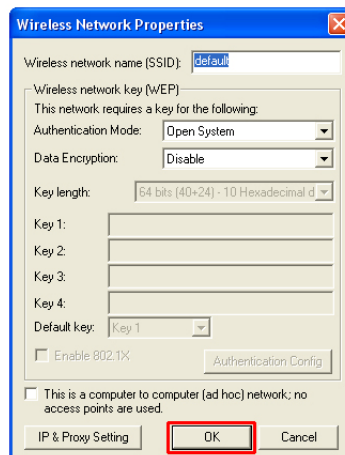 Wireless Network Properties
Wireless network name (SSID): default
Wireless network key (WEP)
This network requires a key for the following:
Authentication Mode: Open System
Data Encryption: Disable
Key length: 64 bits (40+24) - 10 Hexadecimal d
Key 1:
Key 2:
Key 3:
Key 4:
Default key: Key 1
Enable 802.1X Authentication Config
This is a computer to computer (ad hoc) network; no
access points are used.
IP & Proxy Setting OK Cancel